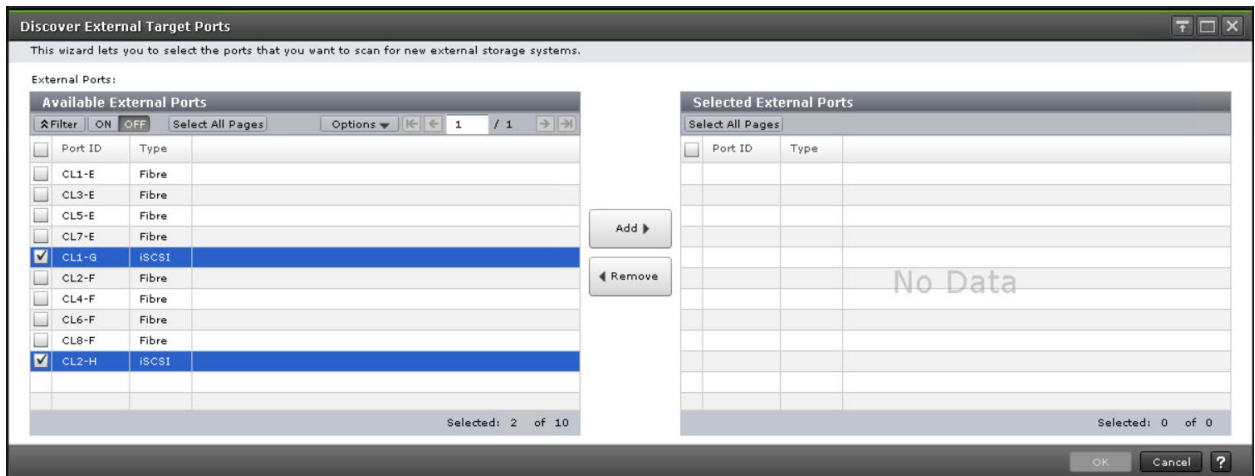 Discover External Target Ports
This wizard lets you to select the ports that you want to scan for new external storage systems.
External Ports:
Available External Ports
Filter ON OFF Select All Pages Options 1 / 1
Port ID Type
CL1-E Fibre
CL3-E Fibre
CL5-E Fibre
CL7-E Fibre
CL1-G iSCSI
CL2-F Fibre
CL4-F Fibre
CL6-F Fibre
CL8-F Fibre
CL2-H iSCSI
Selected: 2 of 10
Add
Remove
Selected External Ports
Select All Pages
Port ID Type
No Data
Selected: 0 of 0
OK Cancel ?